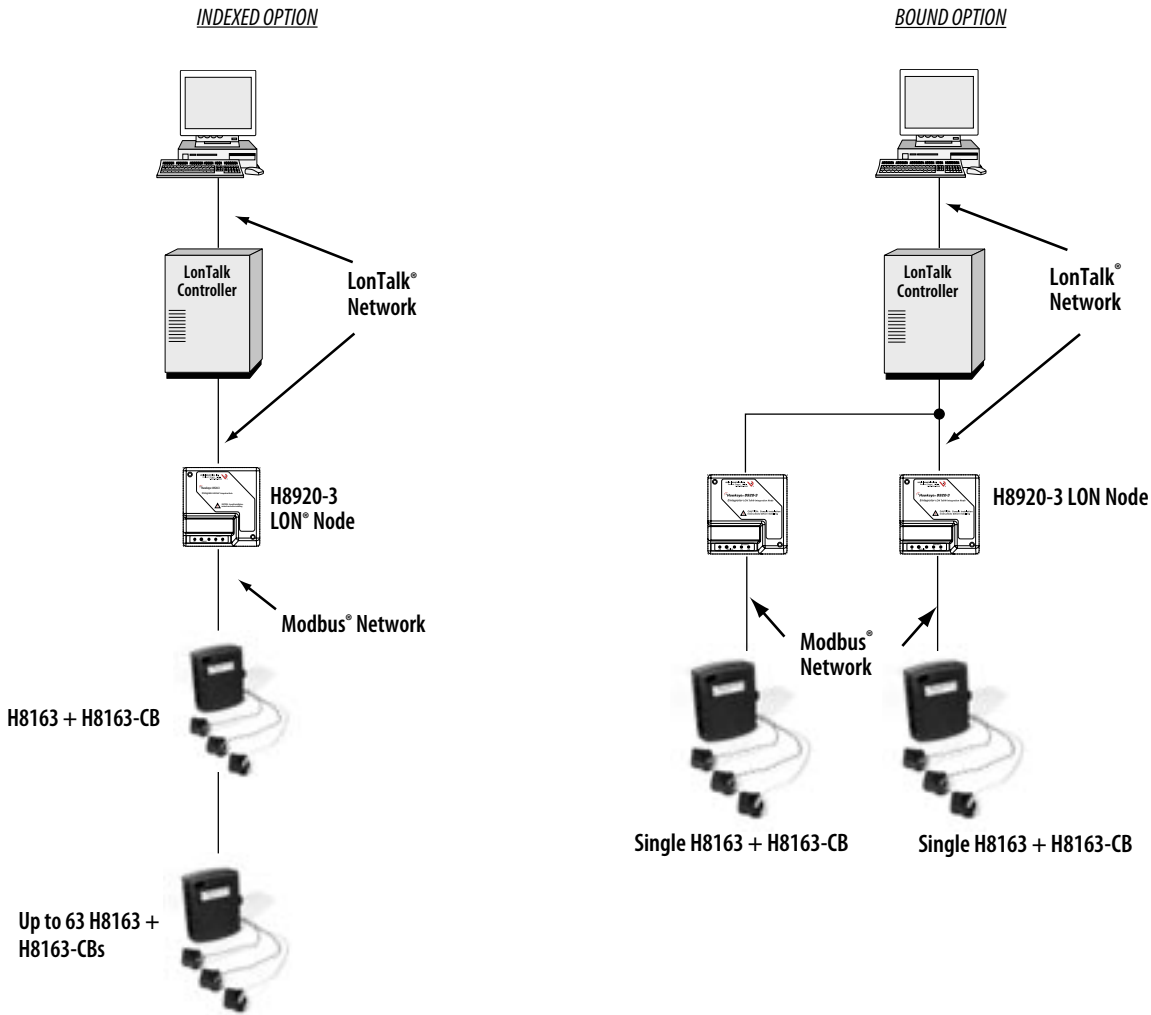 INDEXED OPTION
BOUND OPTION
LonTalk
Controller
LonTalk®
Network
H8920-3
LON® Node
Modbus® Network
H8163 + H8163-CB
Up to 63 H8163 +
H8163-CBs
LonTalk
Controller
LonTalk®
Network
H8920-3 LON Node
Modbus®
Network
Single H8163 + H8163-CB
Single H8163 + H8163-CB